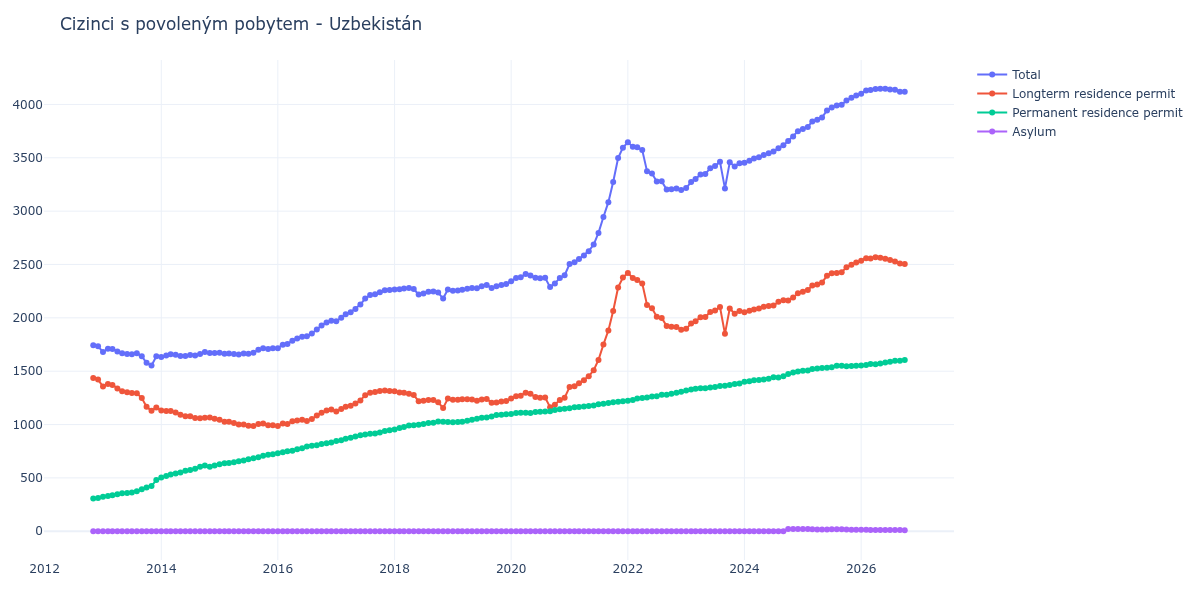 Cizinci s povoleným pobytem - Uzbekistán
Total
Longterm residence permit
Permanent residence permit
Asylum
4000
3500
3000
2500
2000
1500
1000
500
0
2012 2014 2016 2018 2020 2022 2024 2026